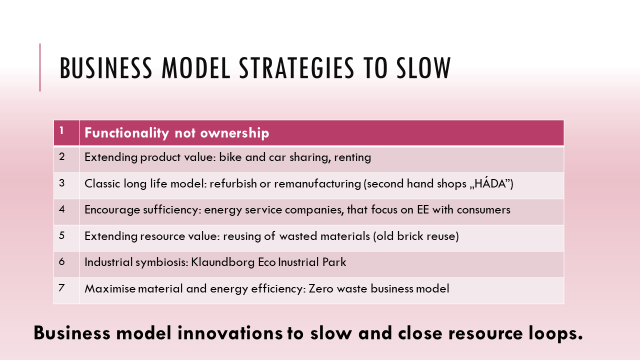 BUSINESS MODEL STRATEGIES TO SLOW
1 Functionality not ownership
2 Extending product value: bike and car sharing, renting
3 Classic long life model: refurbish or remanufacturing (second hand shops „HÁDA”)
4 Encourage sufficiency: energy service companies, that focus on EE with consumers
5 Extending resource value: reusing of wasted materials (old brick reuse)
6 Industrial symbiosis: Klaundborg Eco Inustrial Park
7 Maximise material and energy efficiency: Zero waste business model
Business model innovations to slow and close resource loops.